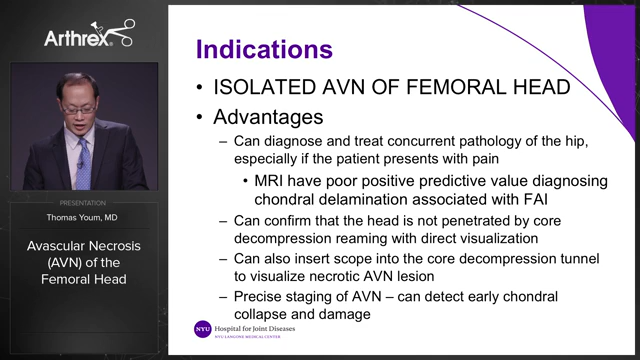 Arthrex
PRESENTATION
Thomas Youm, MD
Avascular Necrosis
(AVN) of the
Femoral Head
Indications
• ISOLATED AVN OF FEMORAL HEAD
• Advantages
– Can diagnose and treat concurrent pathology of the hip,
especially if the patient presents with pain
• MRI have poor positive predictive value diagnosing
chondral delamination associated with FAI
– Can confirm that the head is not penetrated by core
decompression reaming with direct visualization
– Can also insert scope into the core decompression tunnel
to visualize necrotic AVN lesion
– Precise staging of AVN – can detect early chondral
collapse and damage
NYU
Hospital for Joint Diseases
NYU LANGONE MEDICAL CENTER